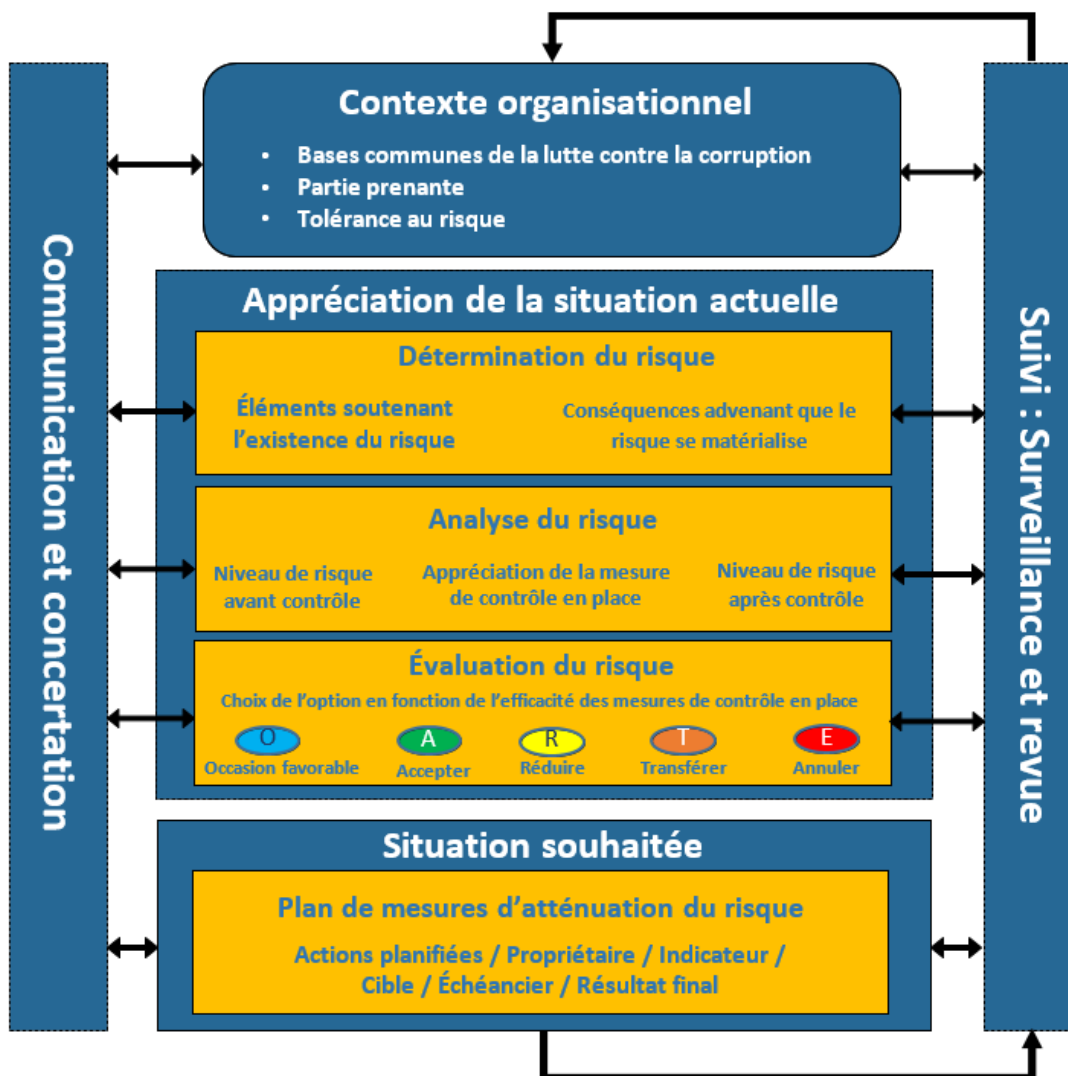 Communication et concertation
Contexte organisationnel
• Bases communes de la lutte contre la corruption
• Partie prenante
• Tolérance au risque
Appréciation de la situation actuelle
Détermination du risque
Éléments soutenant
l'existence du risque
Conséquences advenant que le
risque se matérialise
Analyse du risque
Niveau de risque
avant contrôle
Appréciation de la mesure
de contrôle en place
Niveau de risque
après contrôle
Évaluation du risque
Choix de l'option en fonction de l'efficacité des mesures de contrôle en place
O
Occasion favorable
A
Accepter
R
Réduire
T
Transférer
E
Annuler
Situation souhaitée
Plan de mesures d'atténuation du risque
Actions planifiées / Propriétaire / Indicateur /
Cible / Échéancier / Résultat final
Suivi : Surveillance et revue